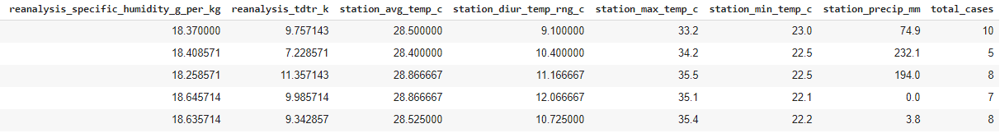 reanalysis_specific_humidity_g_per_kg reanalysis_tdtr_k station_avg_temp_c station_diur_temp_rng_c station_max_temp_c station_min_temp_c station_precip_mm total_cases
18.370000 9.757143 28.500000 9.100000 33.2 23.0 74.9 10
18.408571 7.228571 28.400000 10.400000 34.2 22.5 232.1 5
18.258571 11.357143 28.866667 11.166667 35.5 22.5 194.0 8
18.645714 9.985714 28.866667 12.066667 35.1 22.1 0.0 7
18.635714 9.342857 28.525000 10.725000 35.4 22.2 3.8 8